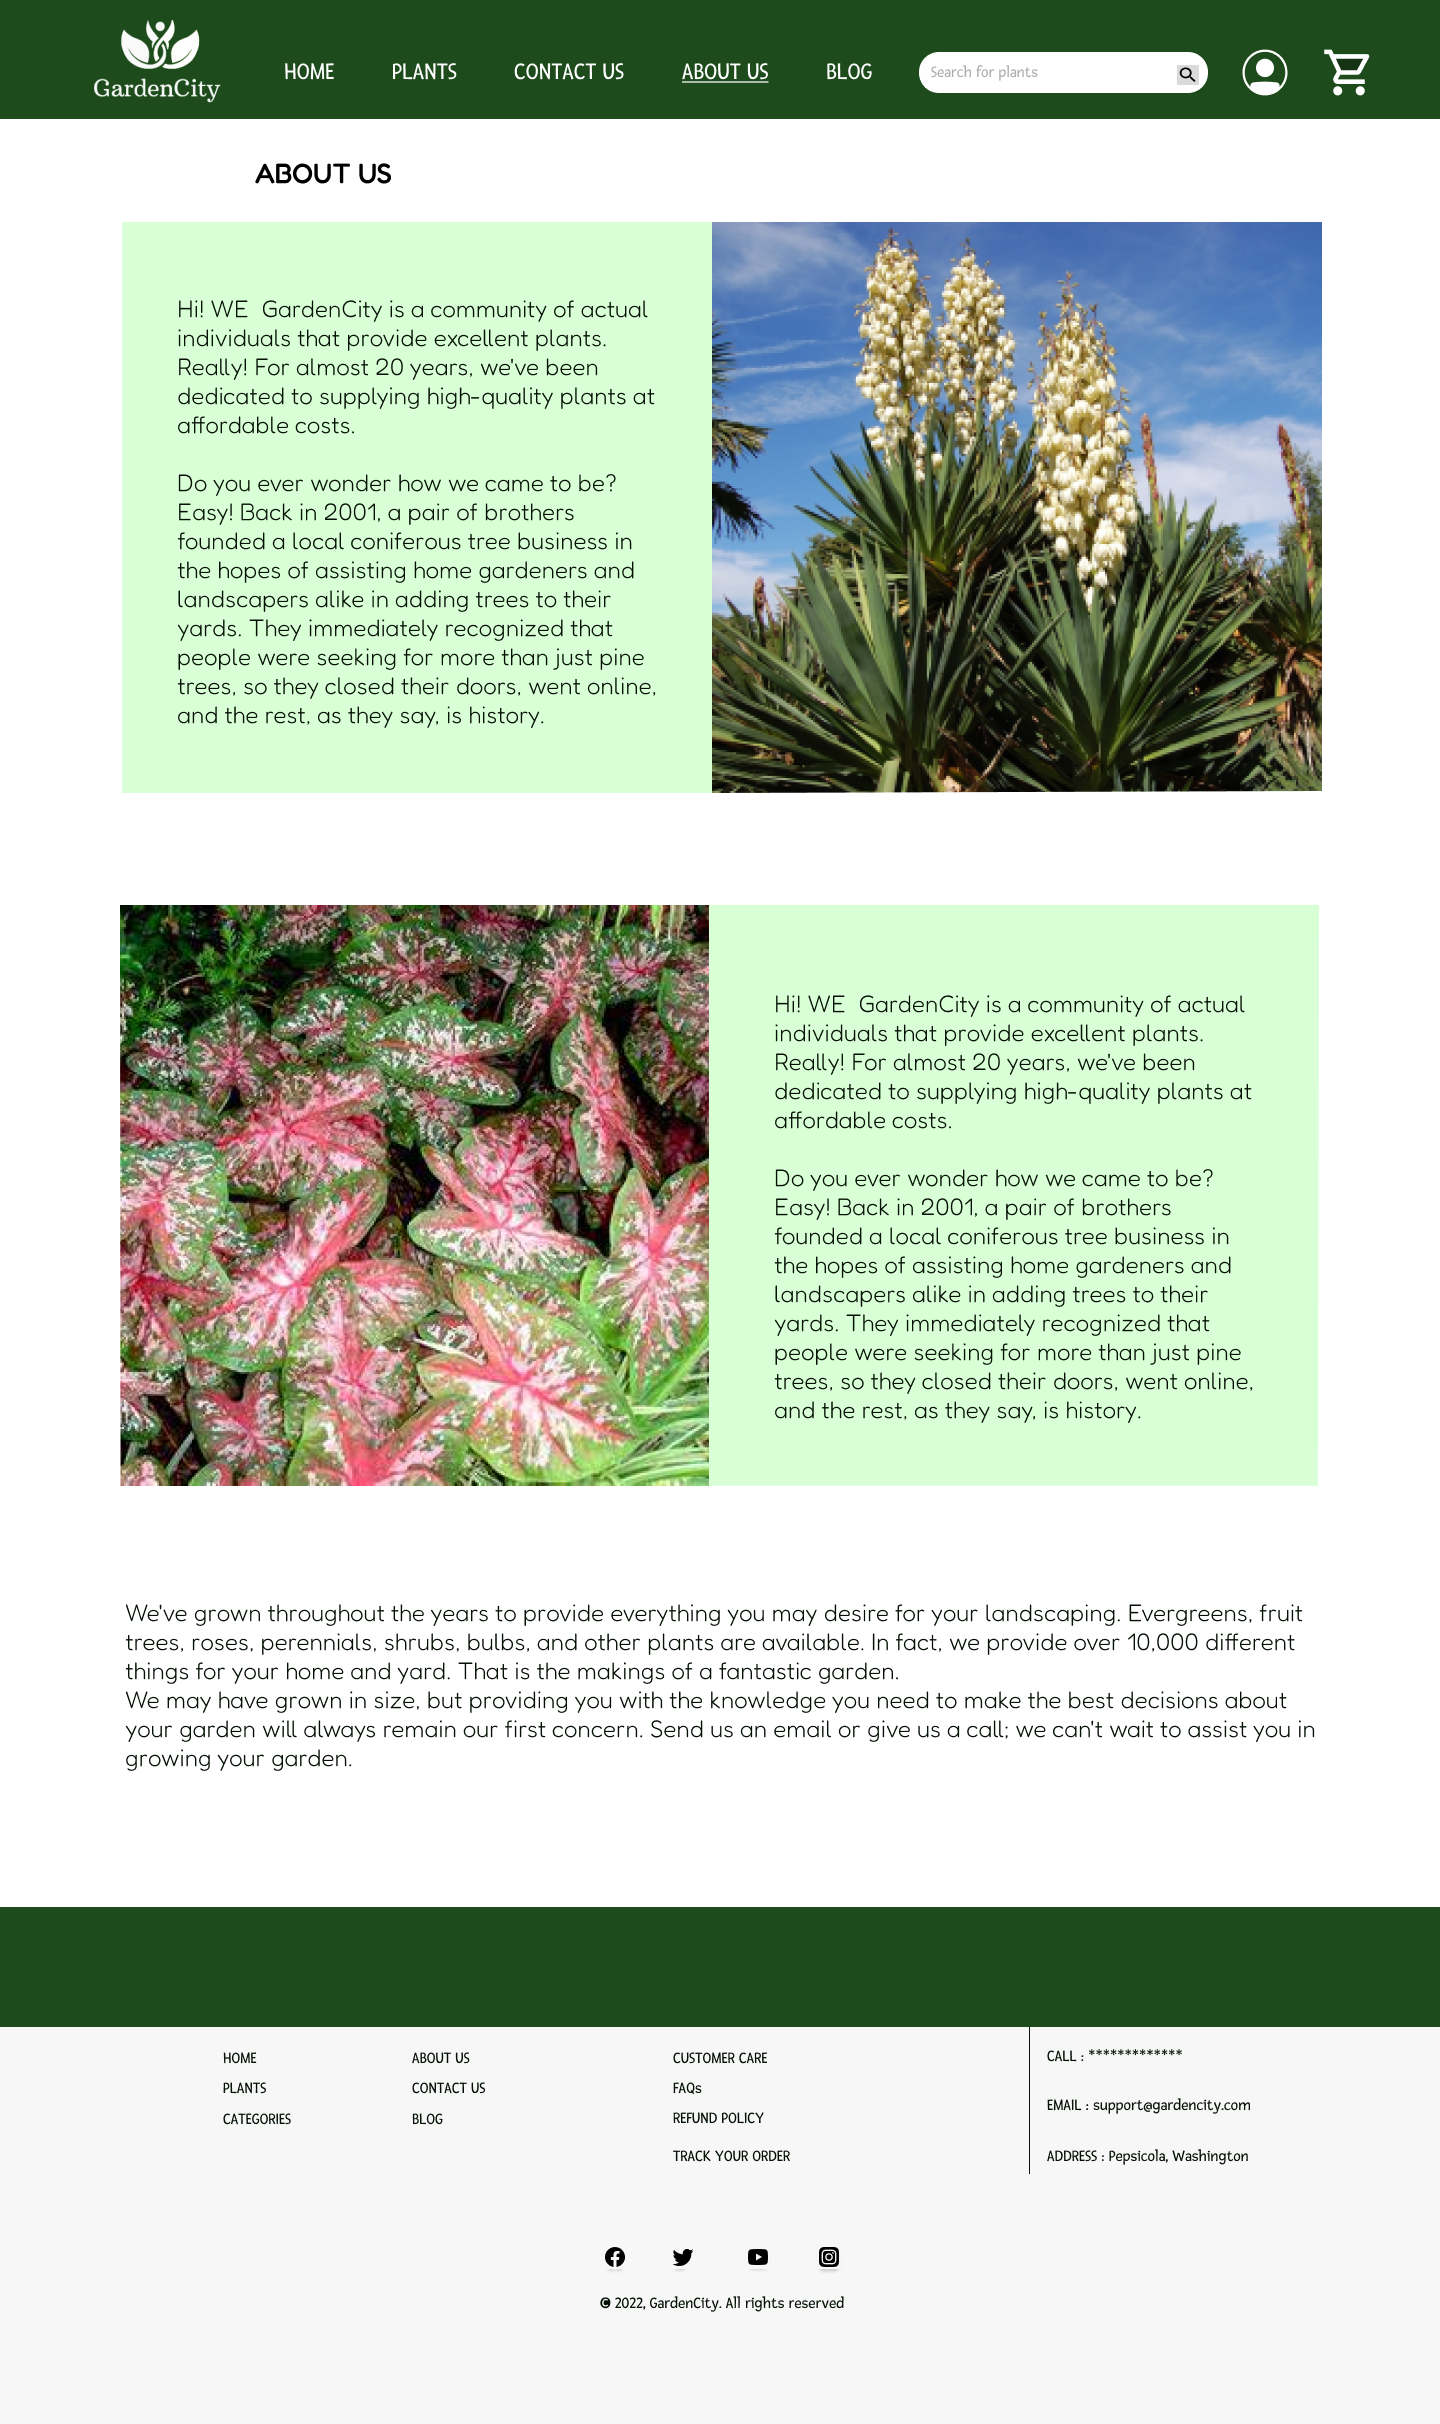 GardenCity
HOME
PLANTS
CONTACT US
ABOUT US
BLOG
Search for plants
ABOUT US
Hi! WE  GardenCity is a community of actual
individuals that provide excellent plants.
Really! For almost 20 years, we've been
dedicated to supplying high-quality plants at
affordable costs.
Do you ever wonder how we came to be?
Easy! Back in 2001, a pair of brothers
founded a local coniferous tree business in
the hopes of assisting home gardeners and
landscapers alike in adding trees to their
yards. They immediately recognized that
people were seeking for more than just pine
trees, so they closed their doors, went online,
and the rest, as they say, is history.
Hi! WE  GardenCity is a community of actual
individuals that provide excellent plants.
Really! For almost 20 years, we've been
dedicated to supplying high-quality plants at
affordable costs.
Do you ever wonder how we came to be?
Easy! Back in 2001, a pair of brothers
founded a local coniferous tree business in
the hopes of assisting home gardeners and
landscapers alike in adding trees to their
yards. They immediately recognized that
people were seeking for more than just pine
trees, so they closed their doors, went online,
and the rest, as they say, is history.
We've grown throughout the years to provide everything you may desire for your landscaping. Evergreens, fruit
trees, roses, perennials, shrubs, bulbs, and other plants are available. In fact, we provide over 10,000 different
things for your home and yard. That is the makings of a fantastic garden.
We may have grown in size, but providing you with the knowledge you need to make the best decisions about
your garden will always remain our first concern. Send us an email or give us a call; we can't wait to assist you in
growing your garden.
HOME
PLANTS
CATEGORIES
ABOUT US
CONTACT US
BLOG
CUSTOMER CARE
FAQs
REFUND POLICY
TRACK YOUR ORDER
CALL : *************
EMAIL : support@gardencity.com
ADDRESS : Pepsicola, Washington
© 2022, GardenCity. All rights reserved